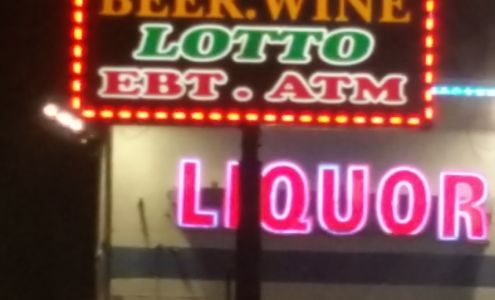 BEER.WINE
LOTTO
EBT . ATM
LIQUOR